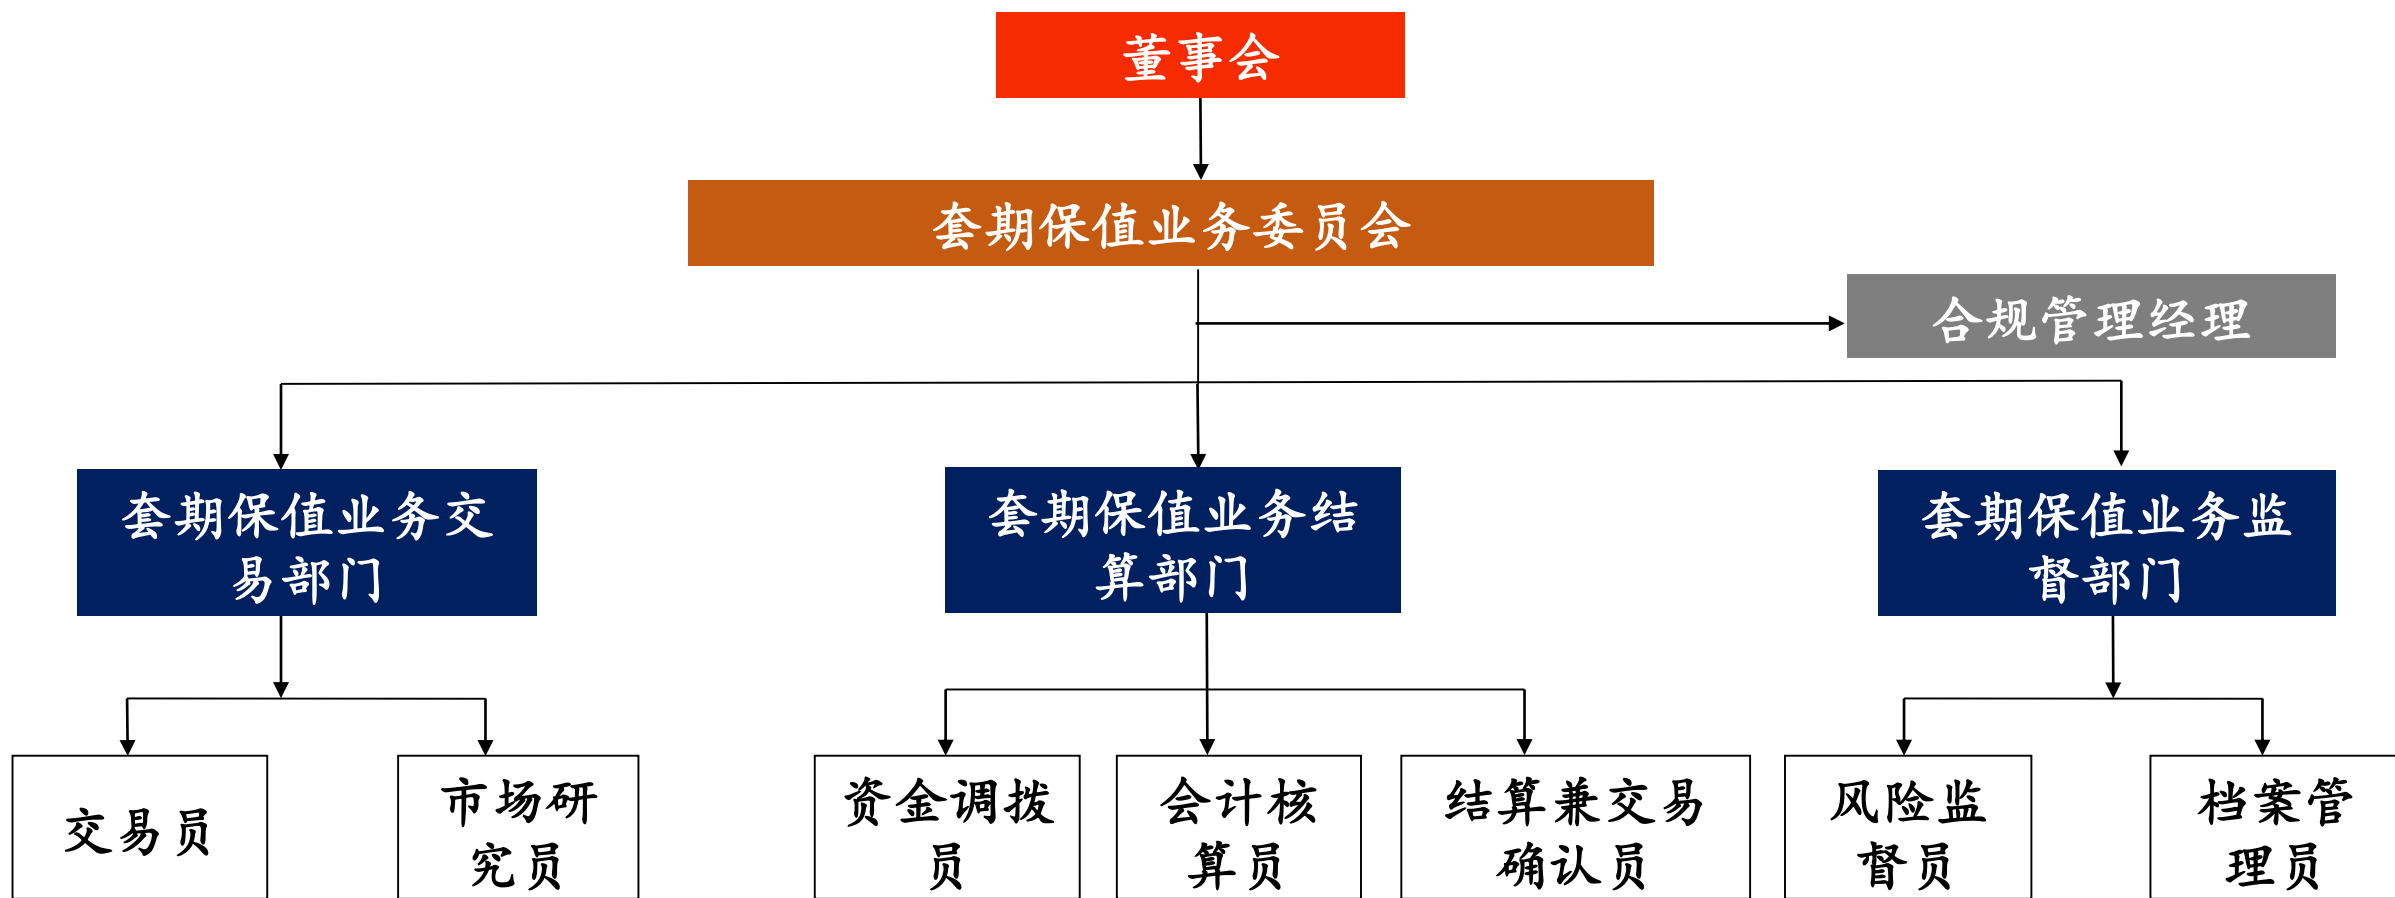 董事会
套期保值业务委员会
合规管理经理
套期保值业务交
易部门
套期保值业务结
算部门
套期保值业务监
督部门
交易员
市场研
究员
资金调拨
员
会计核
算员
结算兼交易
确认员
风险监
督员
档案管
理员